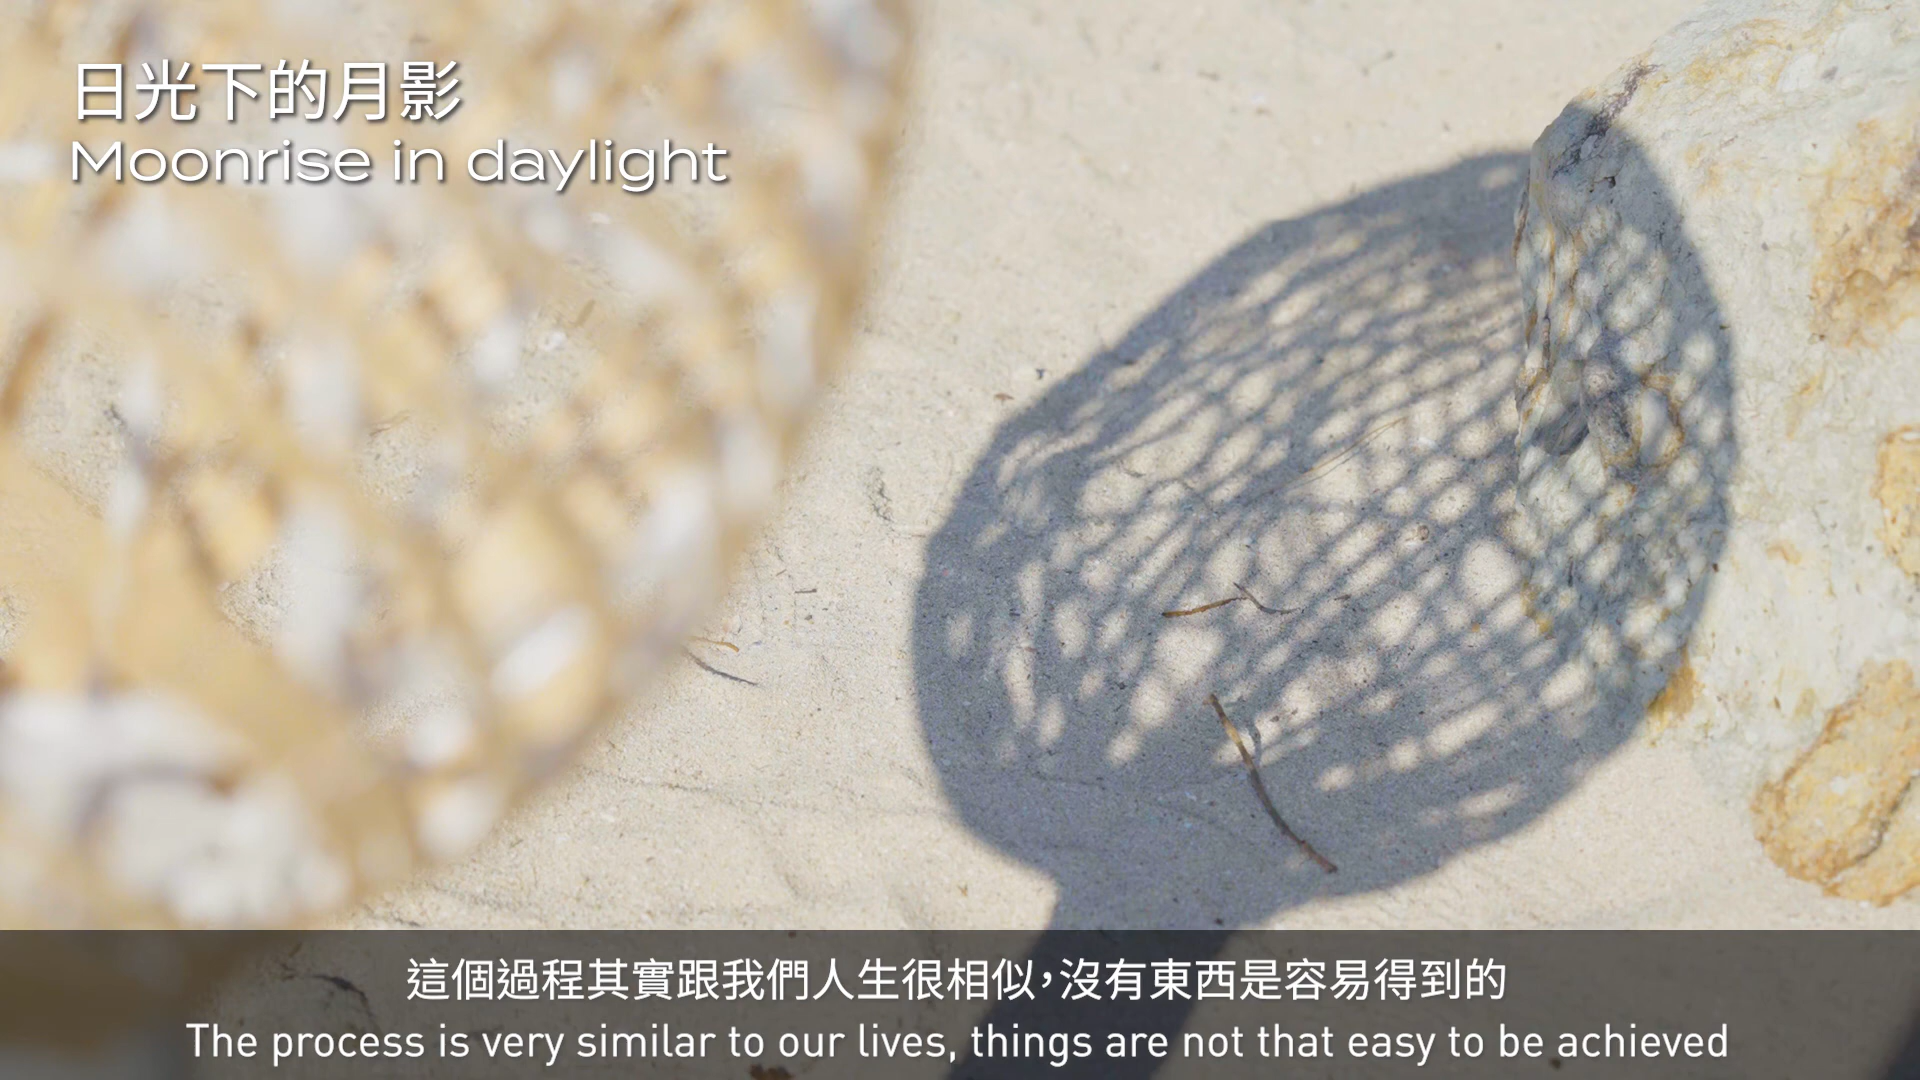 日光下的月影
Moonrise in daylight
這個過程其實跟我們人生很相似，沒有東西是容易得到的
The process is very similar to our lives, things are not that easy to be achieved